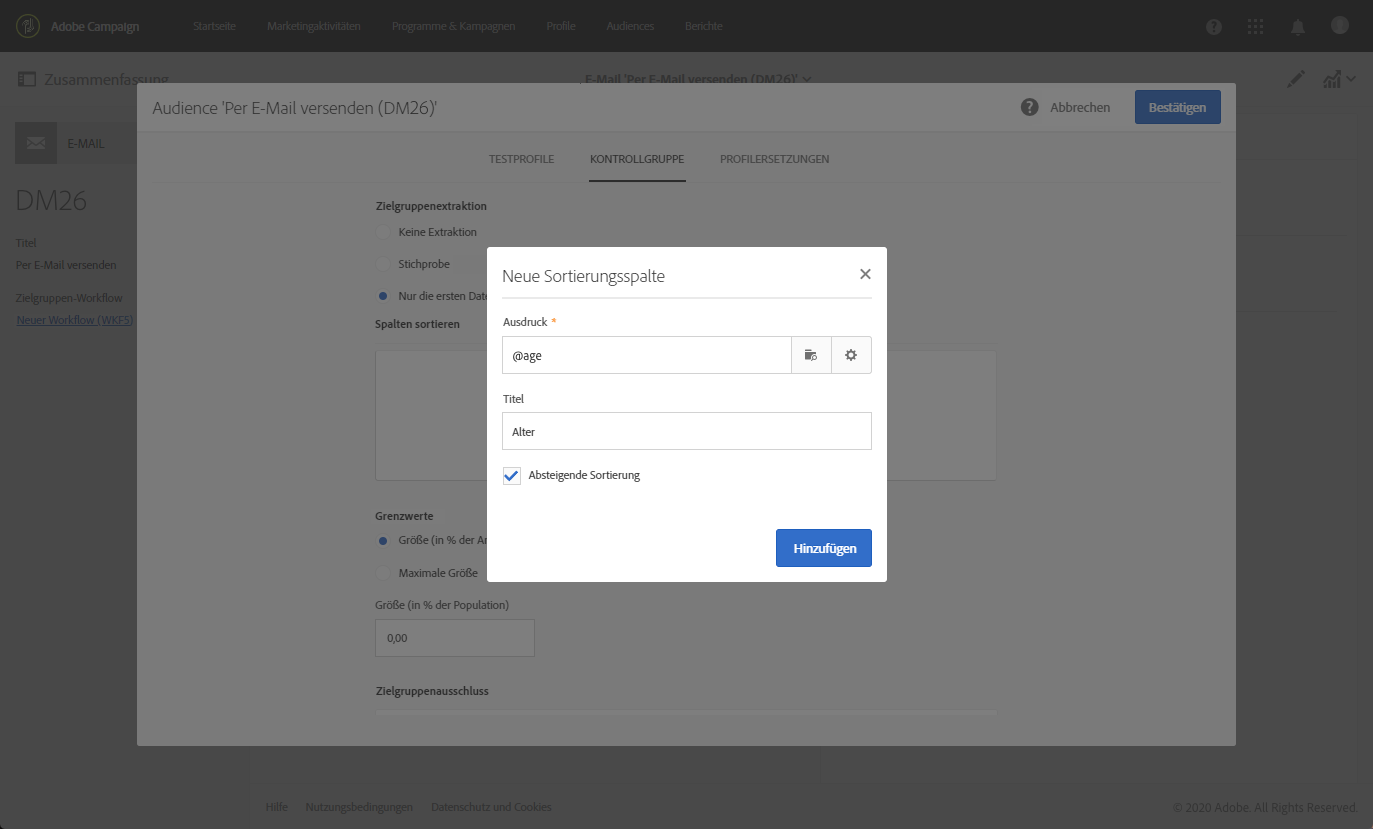 Adobe Campaign
Startseite
Marketingaktivitäten
Programme & Kampagnen
Profile
Audiences
Berichte
Zusammenfassung
E-Mail 'Per E-Mail versenden (DM26)'
Audience 'Per E-Mail versenden (DM26)'
Abbrechen
Bestätigen
E-MAIL
DM26
Titel
Per E-Mail versenden
Zielgruppen-Workflow
Neuer Workflow (WKF5)
TESTPROFILE
KONTROLLGRUPPE
PROFILERSETZUNGEN
Zielgruppenextraktion
Keine Extraktion
Stichprobe
Nur die ersten
Spalten sortieren
Neue Sortierungsspalte
Ausdruck *
@age
Titel
Alter
Absteigende Sortierung
Hinzufügen
Grenzwerte
Größe (in % der
Maximale Größe
Größe (in % der Population)
0,00
Zielgruppenausschluss
Hilfe
Nutzungsbedingungen
Datenschutz und Cookies
© 2020 Adobe. All Rights Reserved.